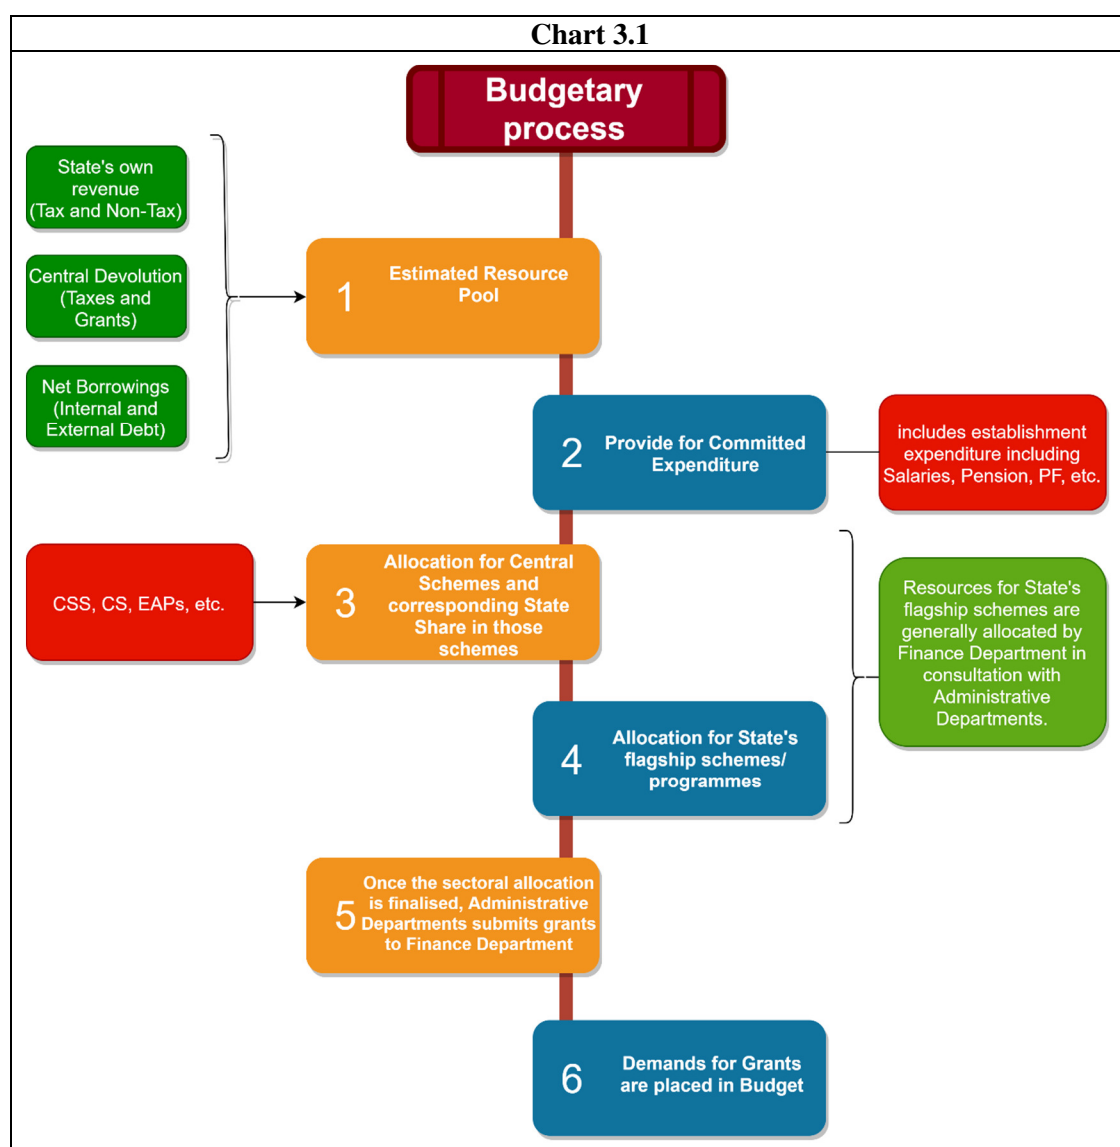 Chart 3.1
Budgetary
process
State's own
revenue
(Tax and Non-Tax)
Central Devolution
(Taxes and
Grants)
Net Borrowings
(Internal and
External Debt)
1
Estimated Resource
Pool
2
Provide for Committed
Expenditure
includes establishment
expenditure including
Salaries, Pension, PF, etc.
CSS, CS, EAPs, etc.
3
Allocation for Central
Schemes and
corresponding State
Share in those
schemes
Resources for State's
flagship schemes are
generally allocated by
Finance Department in
consultation with
Administrative
Departments.
4
Allocation for State's
flagship schemes/
programmes
5
Once the sectoral allocation
is finalised, Administrative
Departments submits grants
to Finance Department
6
Demands for Grants
are placed in Budget